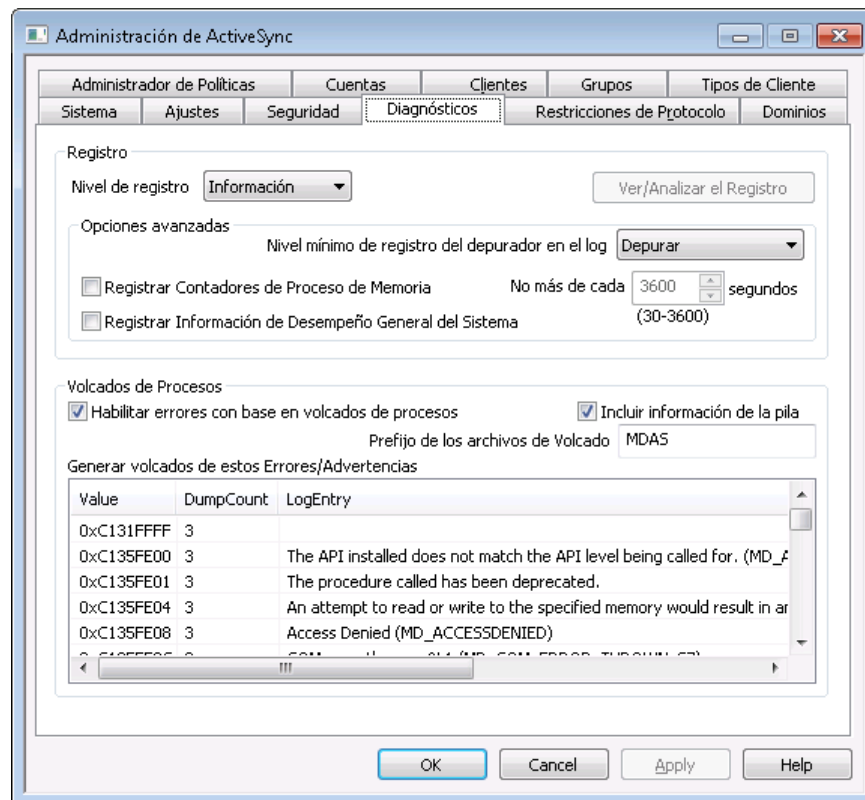 Administración de ActiveSync
Administrador de Políticas Cuentas Clientes Grupos Tipos de Cliente
Sistema Ajustes Seguridad Diagnósticos Restricciones de Protocolo Dominios
Registro
Nivel de registro Información Ver/Analizar el Registro
Opciones avanzadas
Nivel mínimo de registro del depurador en el log Depurar
Registrar Contadores de Proceso de Memoria No más de cada 3600 segundos
Registrar Información de Desempeño General del Sistema (30-3600)
Volcados de Procesos
Habilitar errores con base en volcados de procesos Incluir información de la pila
Prefijo de los archivos de Volcado MDAS
Generar volcados de estos Errores/Advertencias
Value DumpCount LogEntry
0xC131FFFF 3
0xC135FE00 3 The API installed does not match the API level being called for. (MD_A
0xC135FE01 3 The procedure called has been deprecated.
0xC135FE04 3 An attempt to read or write to the specified memory would result in ar
0xC135FE08 3 Access Denied (MD_ACCESSDENIED)
OK Cancel Apply Help